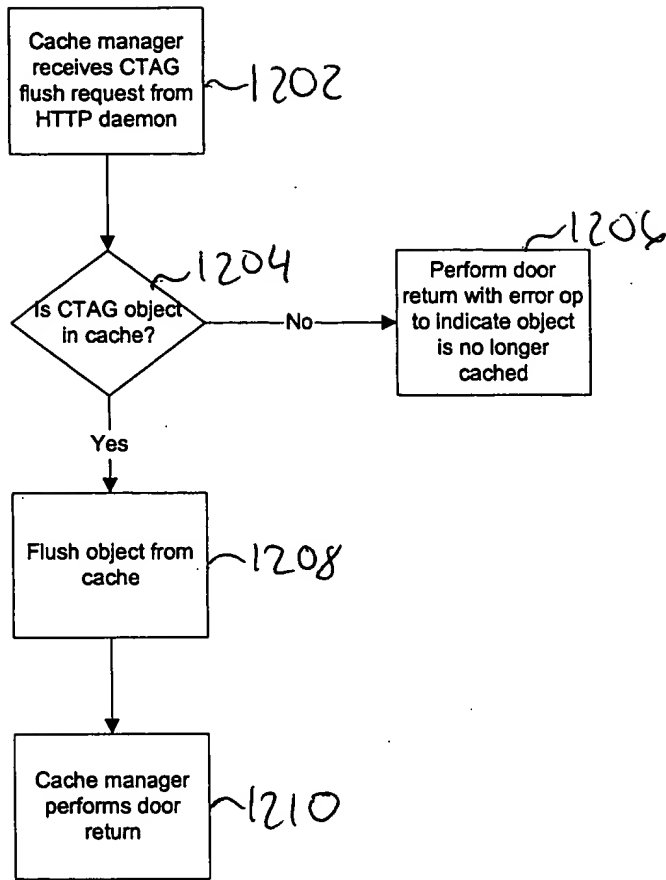 Cache manager
receives CTAG
flush request from
HTTP daemon
1202
1204
Is CTAG object
in cache?
No
1206
Perform door
return with error op
to indicate object
is no longer
cached
Yes
Flush object from
cache
1208
Cache manager
performs door
return
1210